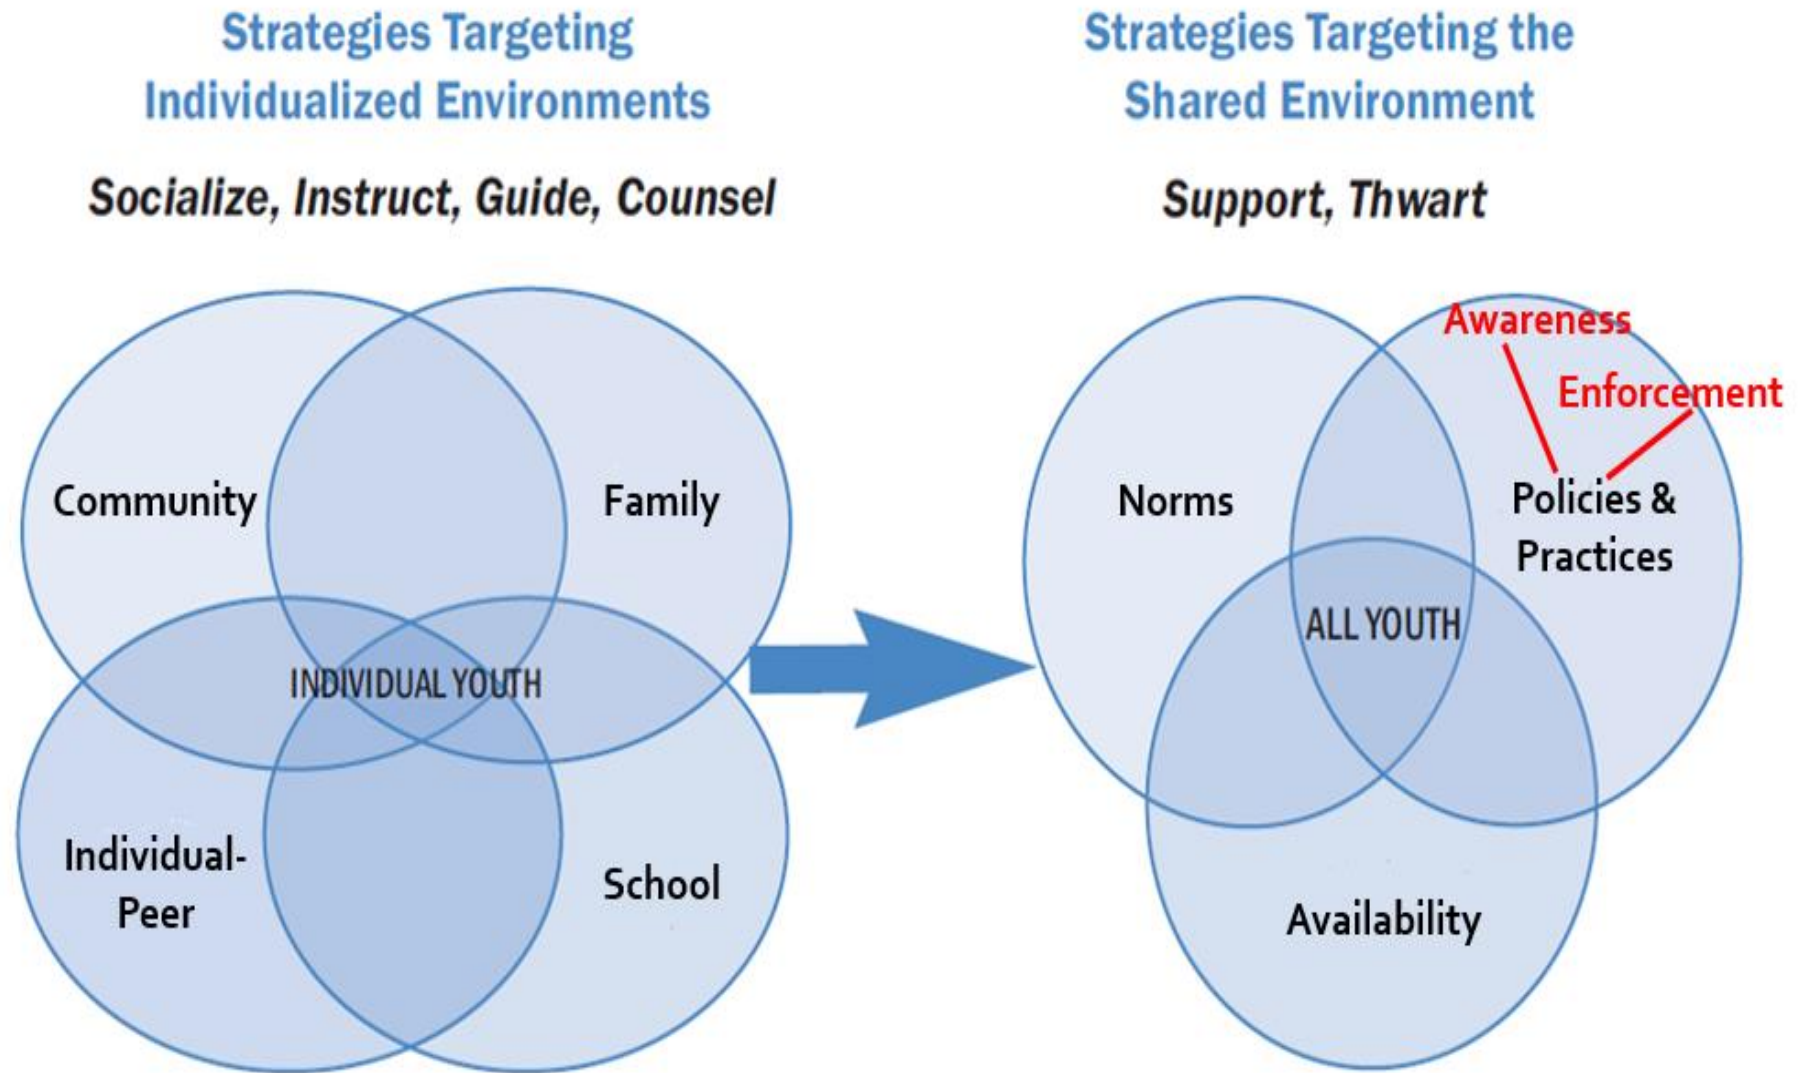 Strategies Targeting
Individualized Environments
Socialize, Instruct, Guide, Counsel
Community
Family
INDIVIDUAL YOUTH
Individual-
Peer
School
Strategies Targeting the
Shared Environment
Support, Thwart
Awareness
Enforcement
Norms
Policies &
Practices
ALL YOUTH
Availability